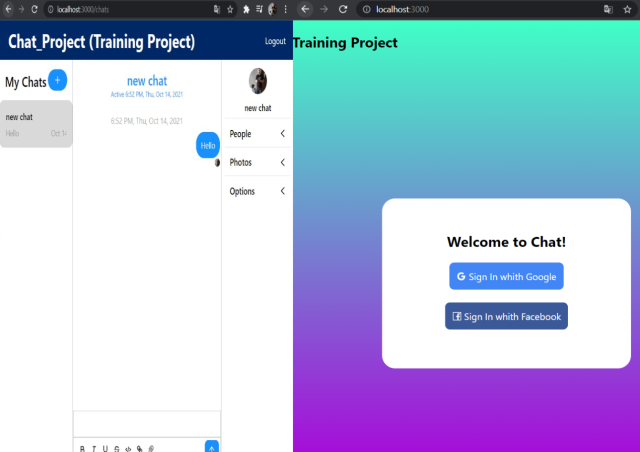 localhost:3000/chats
Chat_Project (Training Project)
Logout
My Chats
+
new chat
Hello
Oct 14
new chat
Active 6:52 PM, Thu, Oct 14, 2021
6:52 PM, Thu, Oct 14, 2021
Hello
new chat
People
Photos
Options
B I U S
localhost:3000
Training Project
Welcome to Chat!
G Sign In whith Google
Sign In whith Facebook